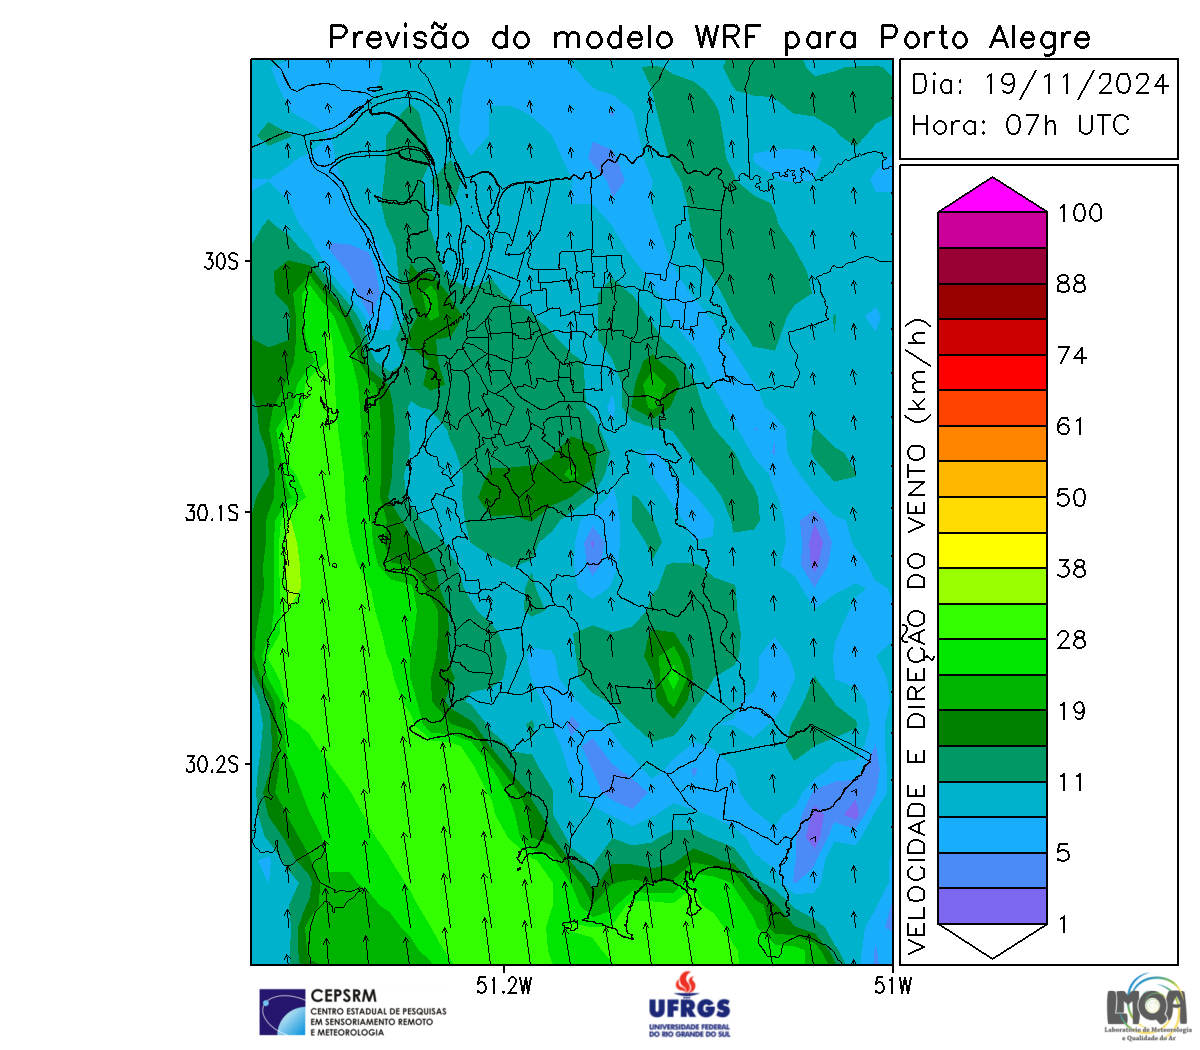 Previsão do modelo WRF para Porto Alegre
Dia: 19/11/2024
Hora: 07h UTC
30S
30.1S
30.2S
51.2W
51W
VELOCIDADE E DIREÇÃO DO VENTO (km/h)
100
88
74
61
50
38
28
19
11
5
1
CEPSRM
CENTRO ESTADUAL DE PESQUISAS
EM SENSORIAMENTO REMOTO
E METEOROLOGIA
UFRGS
UNIVERSIDADE FEDERAL
DO RIO GRANDE DO SUL
LMQA
Laboratório de Meteorologia
e Qualidade do Ar